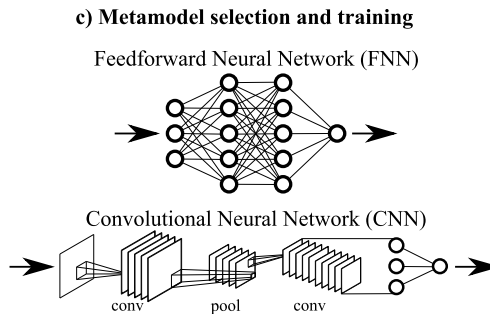 c) Metamodel selection and training
Feedforward Neural Network (FNN)
Convolutional Neural Network (CNN)
conv pool conv